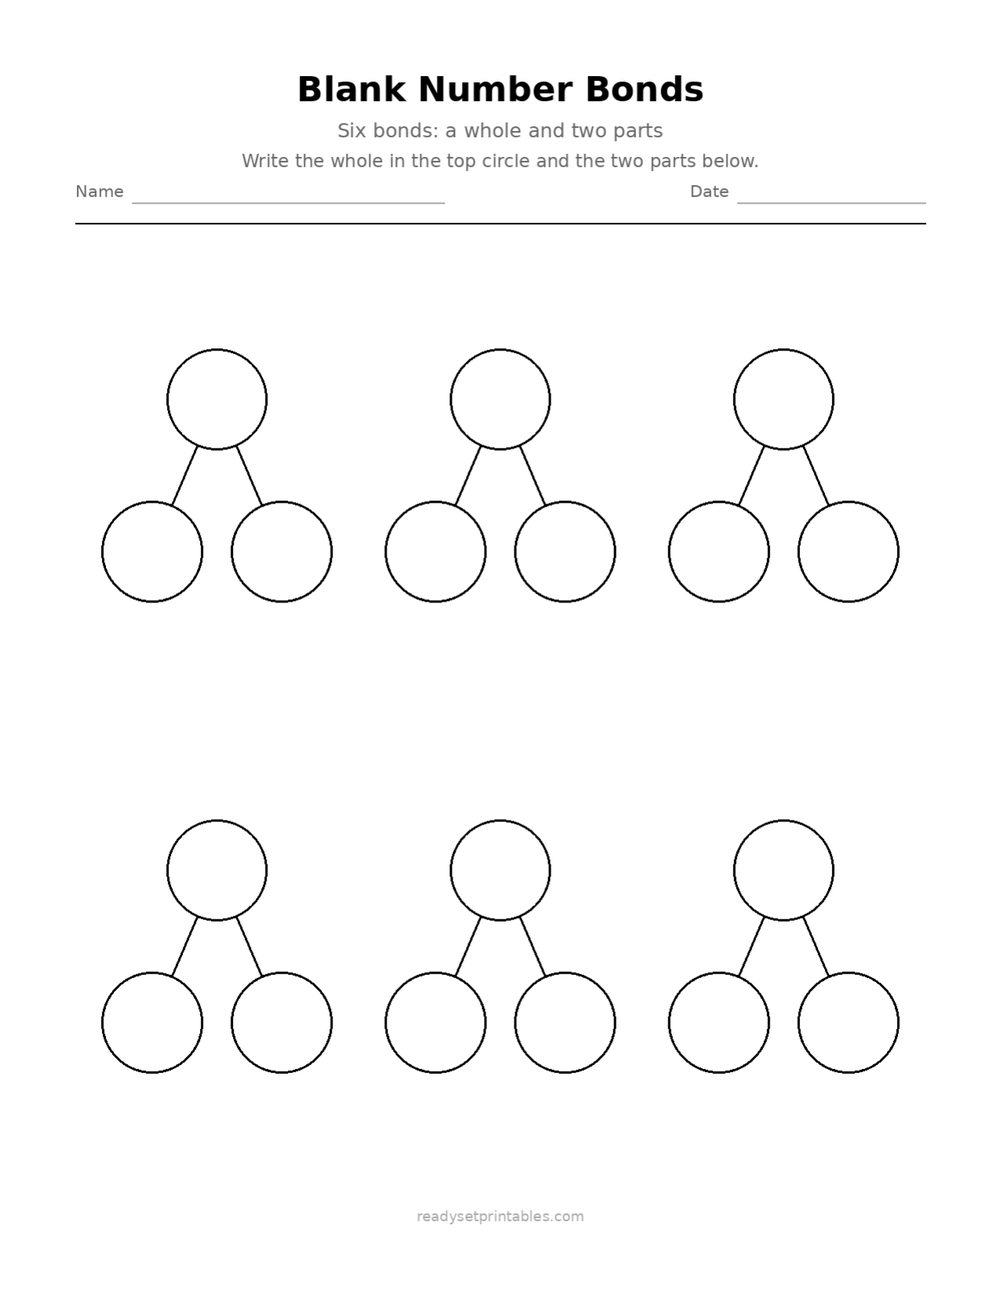 Blank Number Bonds
Six bonds: a whole and two parts
Write the whole in the top circle and the two parts below.
Name Date
readysetprintables.com